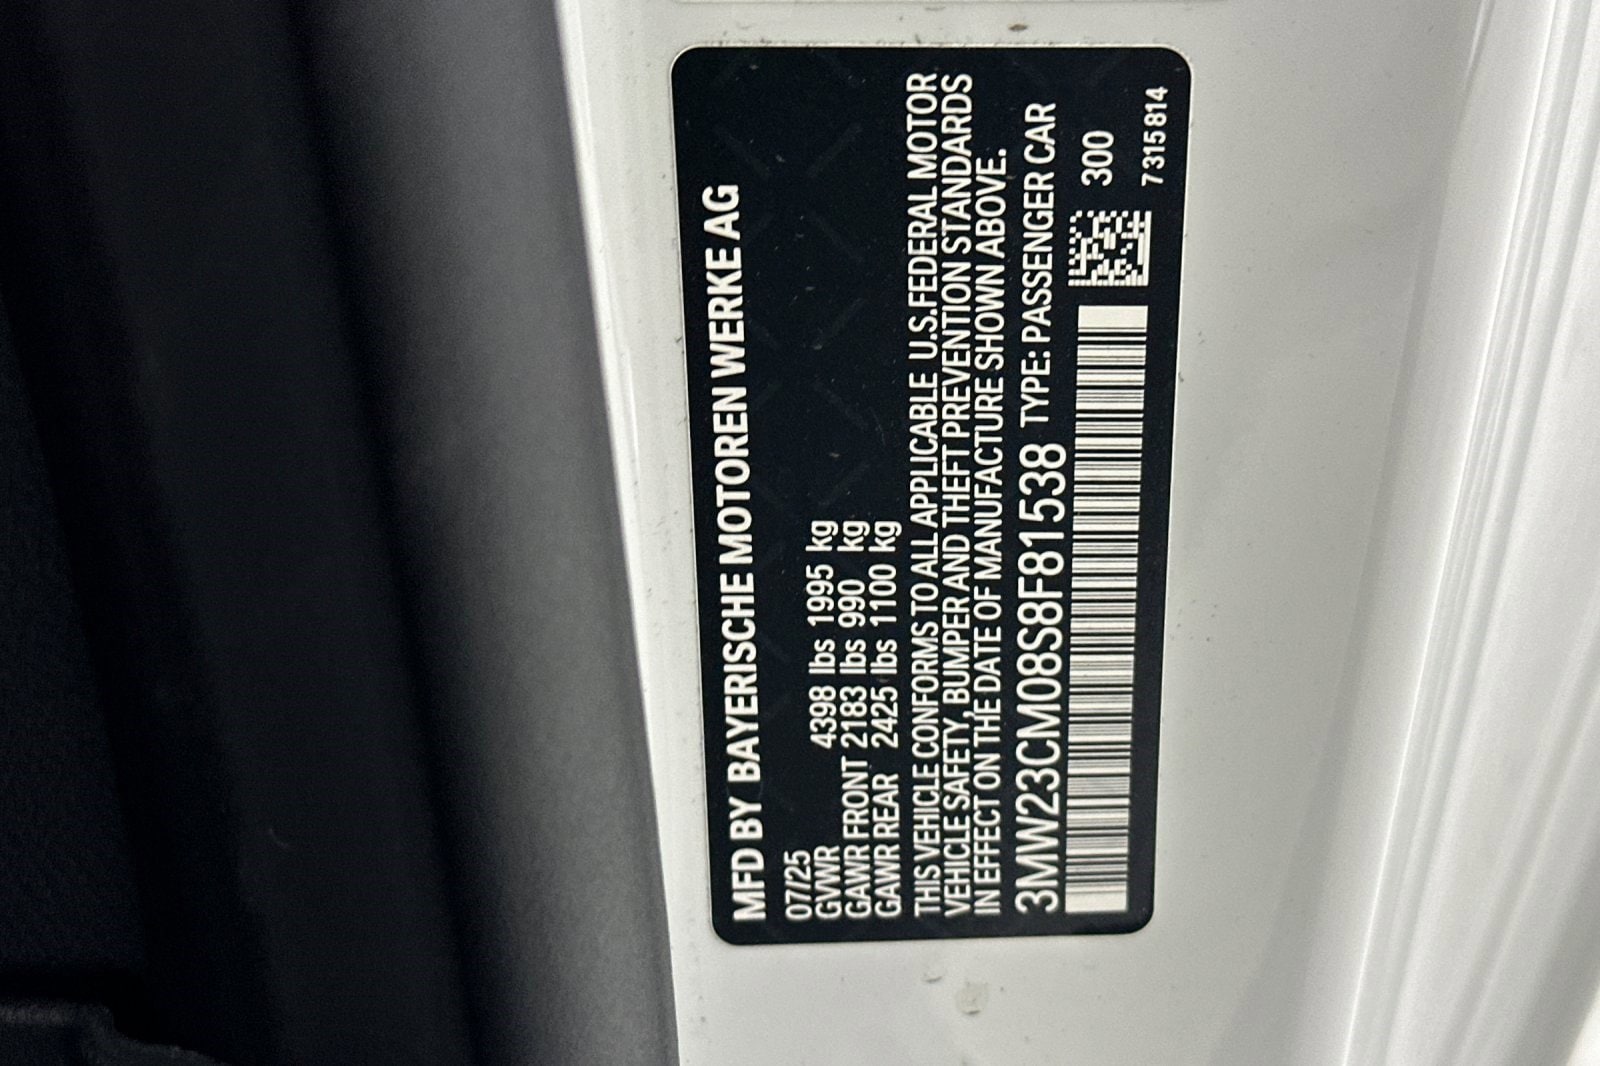 MFD BY BAYERISCHE MOTOREN WERKE AG
07/25
GVWR 4398 lbs 1995 kg
GAWR FRONT 2183 lbs 990 kg
GAWR REAR 2425 lbs 1100 kg
THIS VEHICLE CONFORMS TO ALL APPLICABLE U.S.FEDERAL MOTOR
VEHICLE SAFETY, BUMPER AND THEFT PREVENTION STANDARDS
IN EFFECT ON THE DATE OF MANUFACTURE SHOWN ABOVE.
3MW23CM08S8F81538 TYPE: PASSENGER CAR
300
7315814